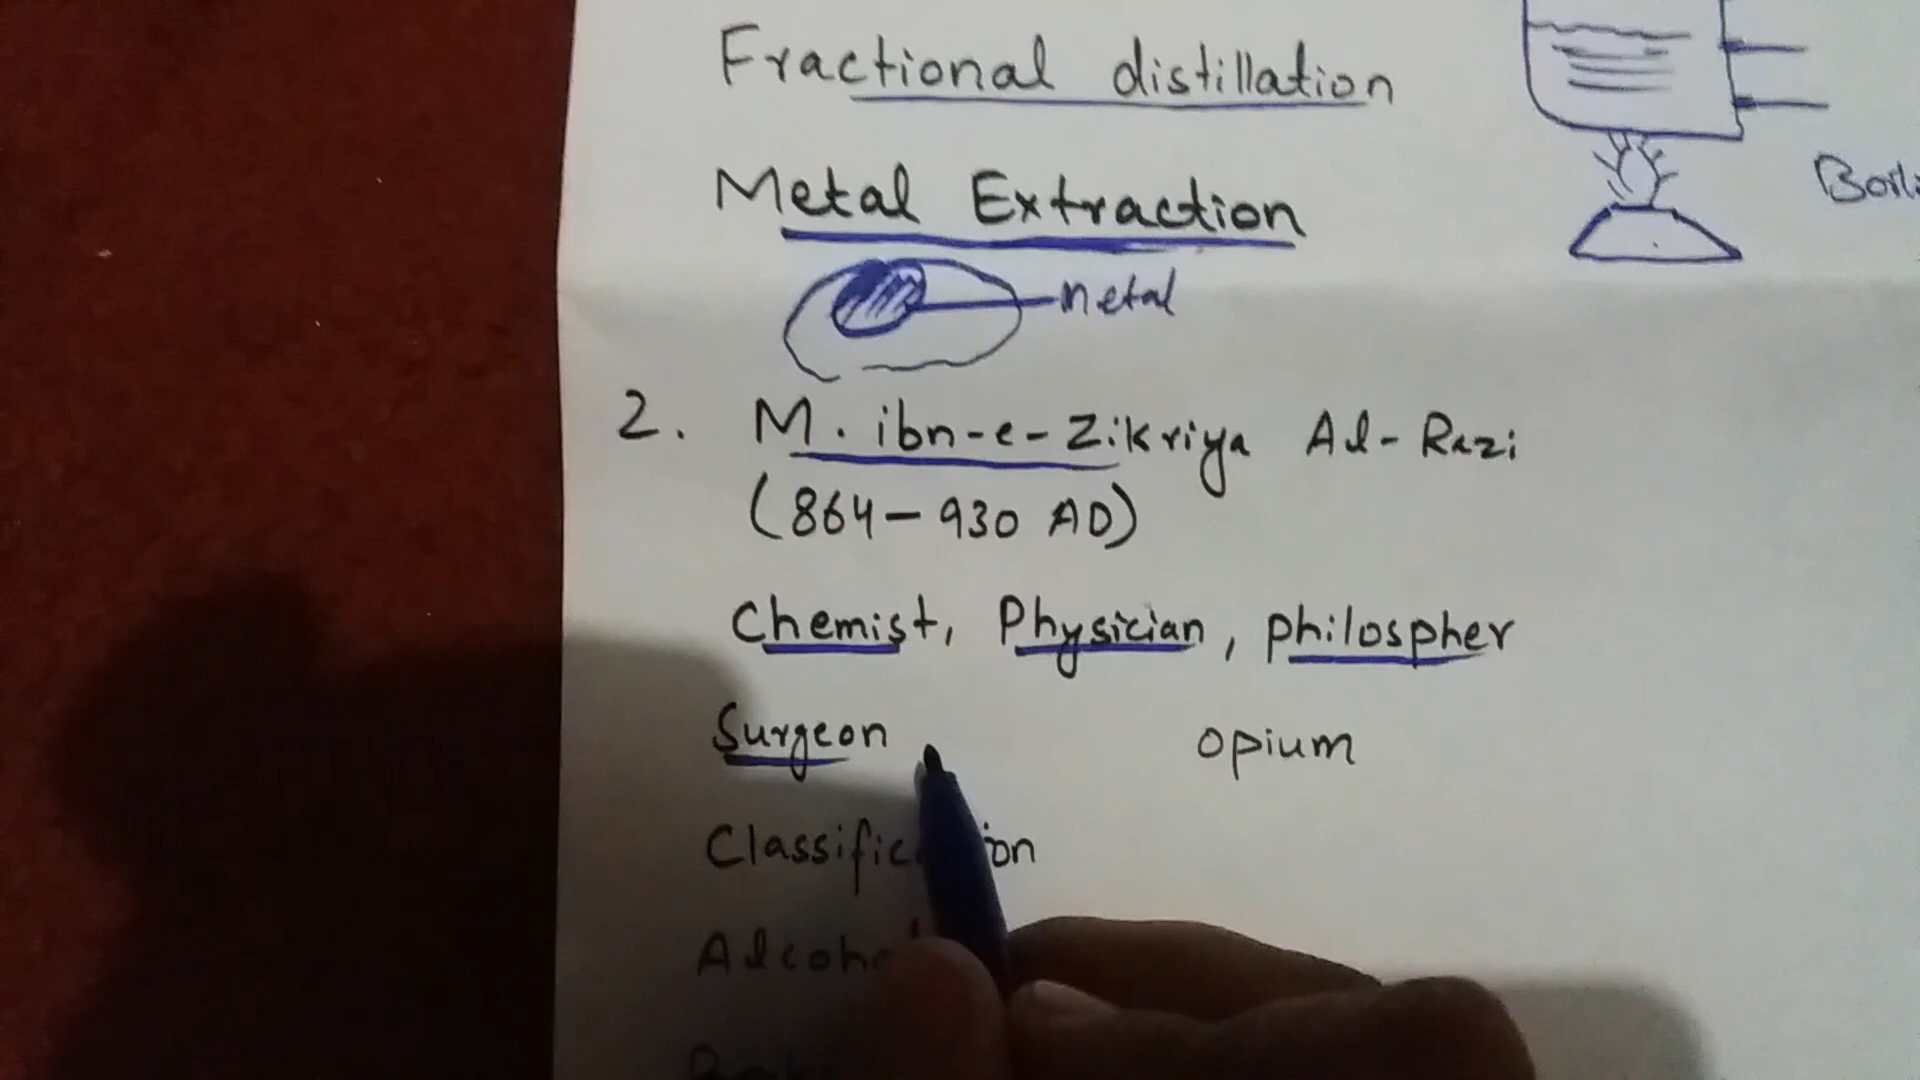 Fractional distillation
Metal Extraction
metal
2. M. ibn-e-Zikriya Al-Razi
(864-930 AD)
Chemist, Physician, philospher
Surgeon opium